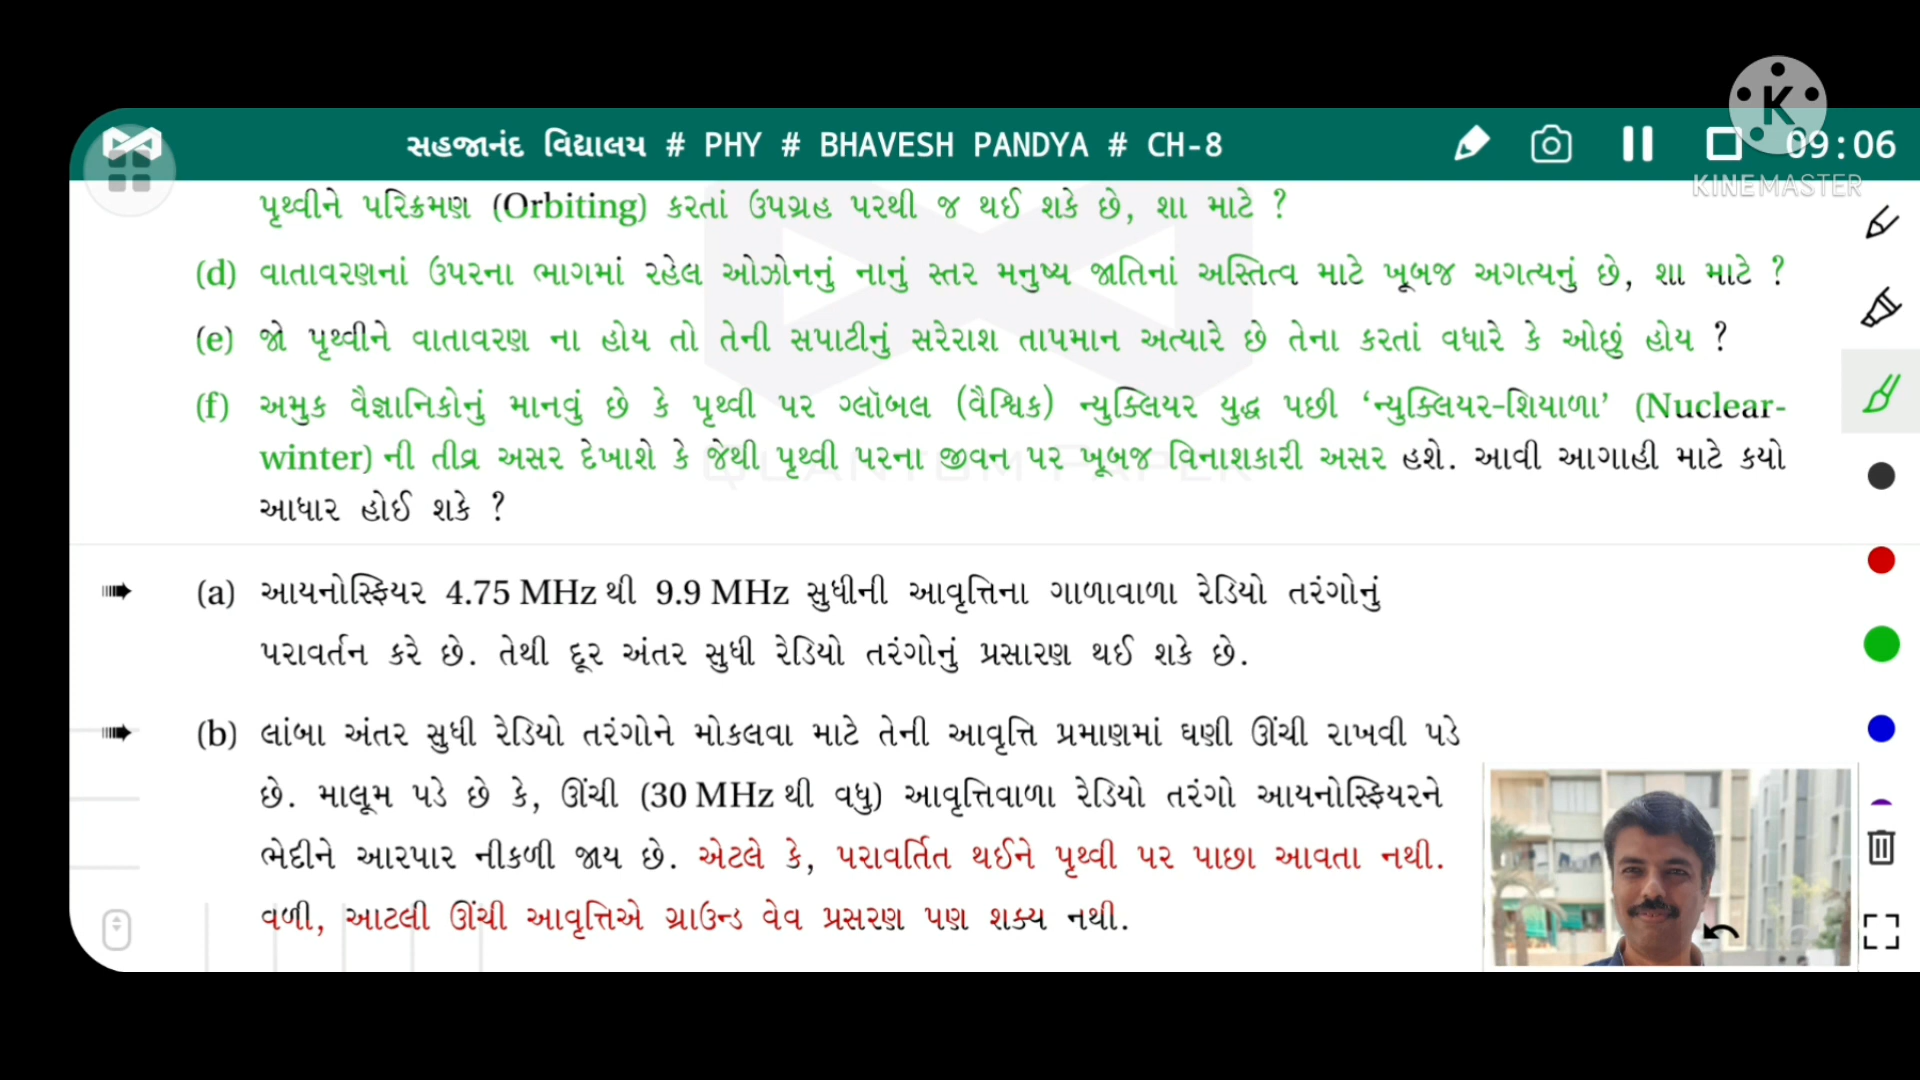 સહજાનંદ વિદ્યાલય # PHY # BHAVESH PANDYA # CH-8
09:06
KINEMASTER
પૃથ્વીને પરિક્રમણ (Orbiting) કરતાં ઉપગ્રહ પરથી જ થઈ શકે છે, શા માટે ?
(d) વાતાવરણનાં ઉપરના ભાગમાં રહેલ ઓઝોનનું નાનું સ્તર મનુષ્ય જાતિનાં અસ્તિત્વ માટે ખૂબજ અગત્યનું છે, શા માટે ?
(e) જો પૃથ્વીને વાતાવરણ ના હોય તો તેની સપાટીનું સરેરાશ તાપમાન અત્યારે છે તેના કરતાં વધારે કે ઓછું હોય ?
(f) અમુક વૈજ્ઞાનિકોનું માનવું છે કે પૃથ્વી પર ગ્લૉબલ (વૈશ્વિક) ન્યુક્લિયર યુદ્ધ પછી ‘ન્યુક્લિયર-શિયાળા’ (Nuclear-
winter) ની તીવ્ર અસર દેખાશે કે જેથી પૃથ્વી પરના જીવન પર ખૂબજ વિનાશકારી અસર હશે. આવી આગાહી માટે કયો
આધાર હોઈ શકે ?
QUANTUM PAPER
(a) આયનોસ્ફિયર 4.75 MHz થી 9.9 MHz સુધીની આવૃત્તિના ગાળાવાળા રેડિયો તરંગોનું
પરાવર્તન કરે છે. તેથી દૂર અંતર સુધી રેડિયો તરંગોનું પ્રસારણ થઈ શકે છે.
(b) લાંબા અંતર સુધી રેડિયો તરંગોને મોકલવા માટે તેની આવૃત્તિ પ્રમાણમાં ઘણી ઊંચી રાખવી પડે
છે. માલૂમ પડે છે કે, ઊંચી (30 MHz થી વધુ) આવૃત્તિવાળા રેડિયો તરંગો આયનોસ્ફિયરને
ભેદીને આરપાર નીકળી જાય છે. એટલે કે, પરાવર્તિત થઈને પૃથ્વી પર પાછા આવતા નથી.
વળી, આટલી ઊંચી આવૃત્તિએ ગ્રાઉન્ડ વેવ પ્રસરણ પણ શક્ય નથી.